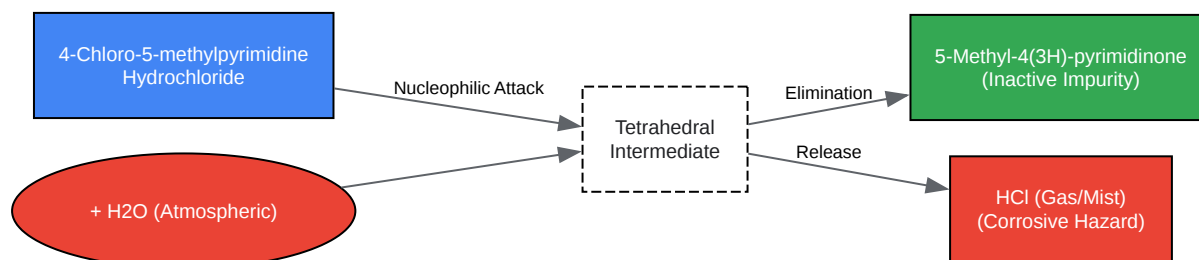 4-Chloro-5-methylpyrimidine
Hydrochloride
Nucleophilic Attack
+ H2O (Atmospheric)
Tetrahedral
Intermediate
Elimination
Release
5-Methyl-4(3H)-pyrimidinone
(Inactive Impurity)
HCl (Gas/Mist)
(Corrosive Hazard)